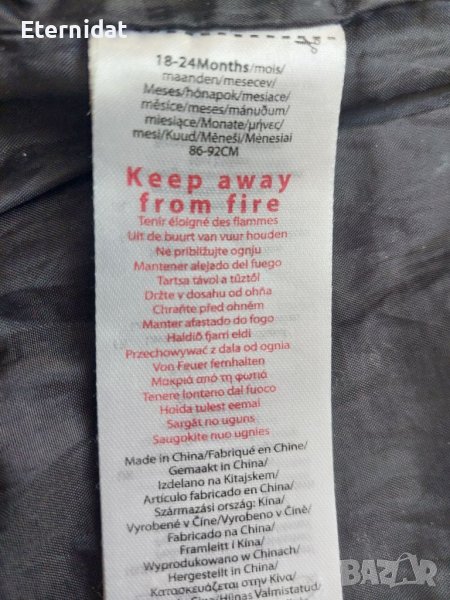 Eternidat
18-24Months/mois/
maanden/mesecev/
Meses/hónapok/mesiace/
měsíce/meses/mánuðum/
miesiące/Monate/μήνες/
mesi/Kuud/Mēneši/Mėnesiai
86-92CM
Keep away
from fire
Tenir éloigné des flammes
Uit de buurt van vuur houden
Ne približujte ognju
Mantener alejado del fuego
Tartsa távol a tűztől
Držte v dosahu od ohňa
Chraňte před ohněm
Manter afastado do fogo
Haldið fjarri eldi
Przechowywać z dala od ognia
Von Feuer fernhalten
Μακριά από τη φωτιά
Tenere lontano dal fuoco
Hoida tulest eemal
Sargāt no uguns
Saugokite nuo ugnies
Made in China/Fabriqué en Chine/
Gemaakt in China/
Izdelano na Kitajskem/
Artículo fabricado en China/
Származási ország: Kína/
Vyrobené v Číne/Vyrobeno v Číně/
Fabricado na China/
Framleitt í Kína/
Wyprodukowano w Chinach/
Hergestellt in China/
Κατασκευάζεται στην Κίνα/
China/Hiinas Valmistatud/
BAZAR